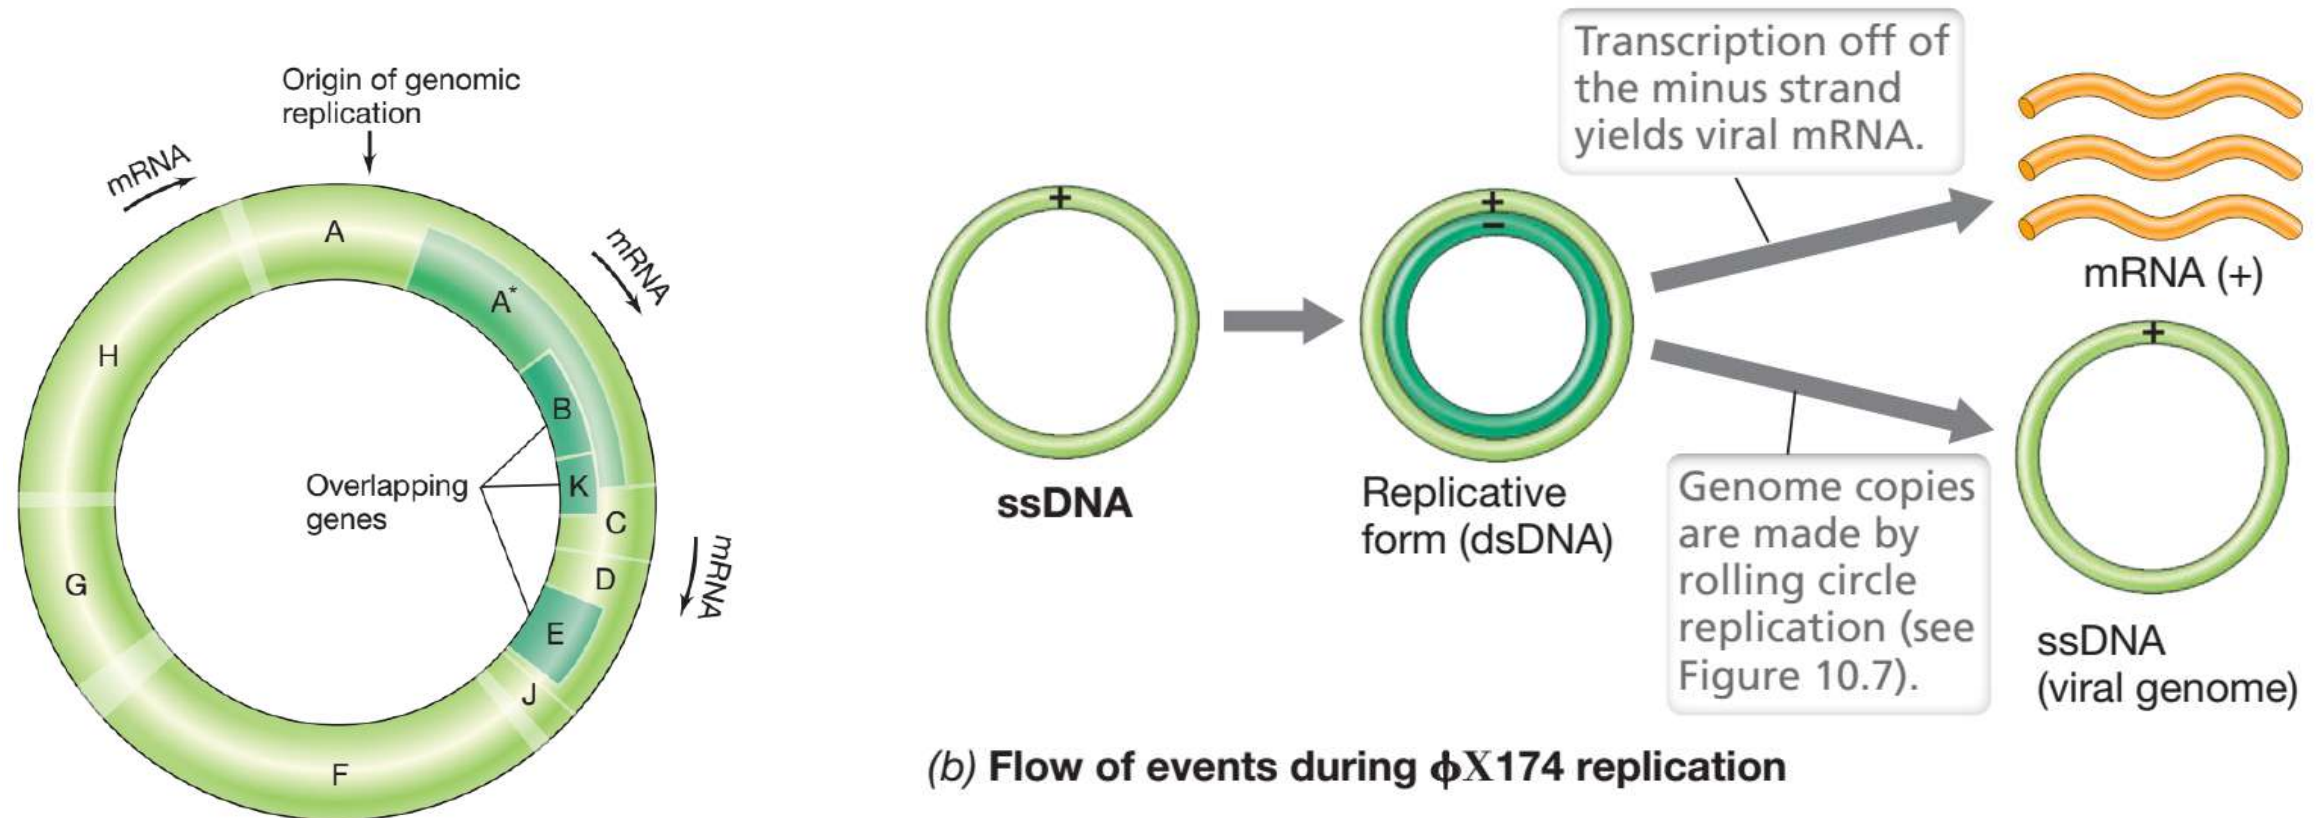 Origin of genomic
replication
mRNA
mRNA
mRNA
A
A*
B
K
C
D
E
J
F
G
H
Overlapping
genes
+
ssDNA
+
−
Replicative
form (dsDNA)
Transcription off of
the minus strand
yields viral mRNA.
mRNA (+)
Genome copies
are made by
rolling circle
replication (see
Figure 10.7).
+
ssDNA
(viral genome)
(b) Flow of events during ϕX174 replication